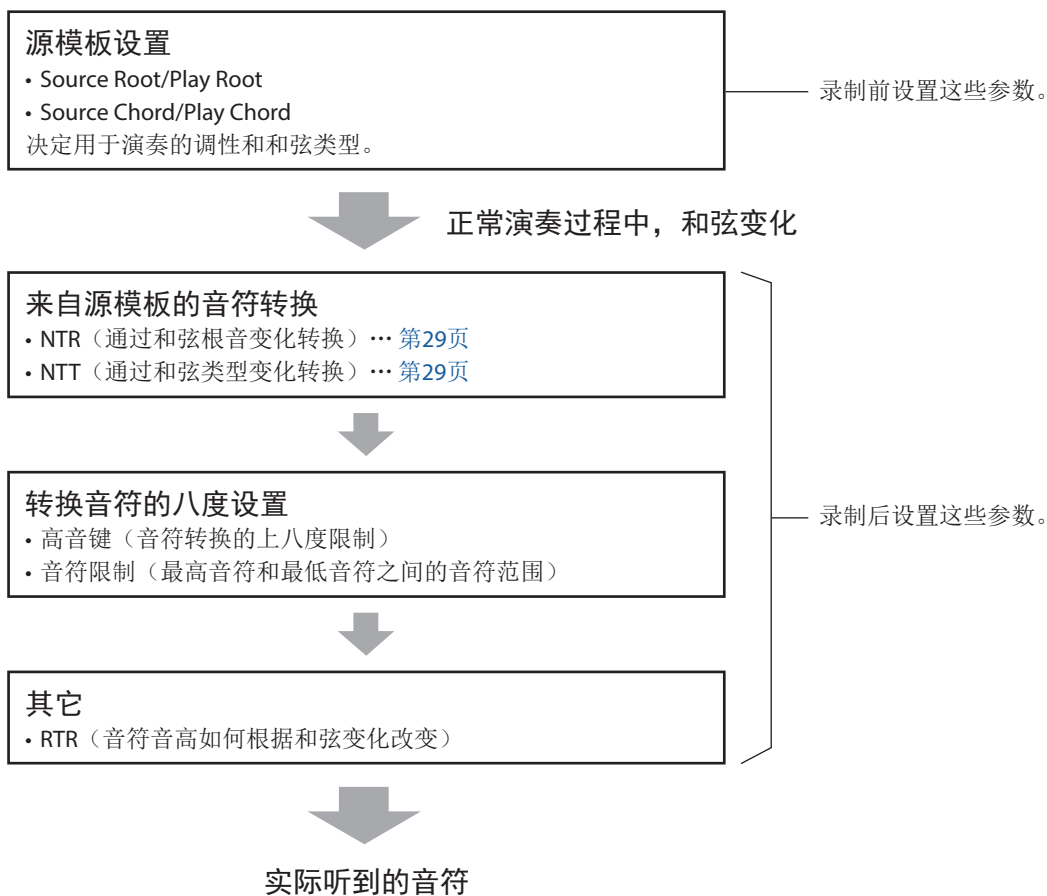 源模板设置
• Source Root/Play Root
• Source Chord/Play Chord
决定用于演奏的调性和和弦类型。
录制前设置这些参数。
正常演奏过程中，和弦变化
来自源模板的音符转换
• NTR（通过和弦根音变化转换）… 第29页
• NTT（通过和弦类型变化转换）… 第29页
转换音符的八度设置
• 高音键（音符转换的上八度限制）
• 音符限制（最高音符和最低音符之间的音符范围）
录制后设置这些参数。
其它
• RTR（音符音高如何根据和弦变化改变）
实际听到的音符